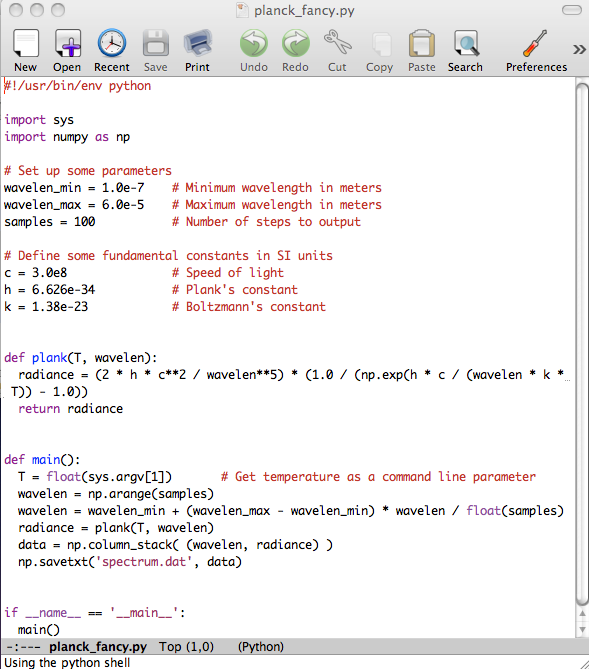 planck_fancy.py
New Open Recent Save Print Undo Redo Cut Copy Paste Search Preferences »
#!/usr/bin/env python
import sys
import numpy as np
# Set up some parameters
wavelen_min = 1.0e-7    # Minimum wavelength in meters
wavelen_max = 6.0e-5    # Maximum wavelength in meters
samples = 100           # Number of steps to output
# Define some fundamental constants in SI units
c = 3.0e8               # Speed of light
h = 6.626e-34           # Plank's constant
k = 1.38e-23            # Boltzmann's constant
def plank(T, wavelen):
  radiance = (2 * h * c**2 / wavelen**5) * (1.0 / (np.exp(h * c / (wavelen * k *
 T)) - 1.0))
  return radiance
def main():
  T = float(sys.argv[1])       # Get temperature as a command line parameter
  wavelen = np.arange(samples)
  wavelen = wavelen_min + (wavelen_max - wavelen_min) * wavelen / float(samples)
  radiance = plank(T, wavelen)
  data = np.column_stack( (wavelen, radiance) )
  np.savetxt('spectrum.dat', data)
if __name__ == '__main__':
  main()
-:--- planck_fancy.py   Top (1,0)    (Python)
Using the python shell